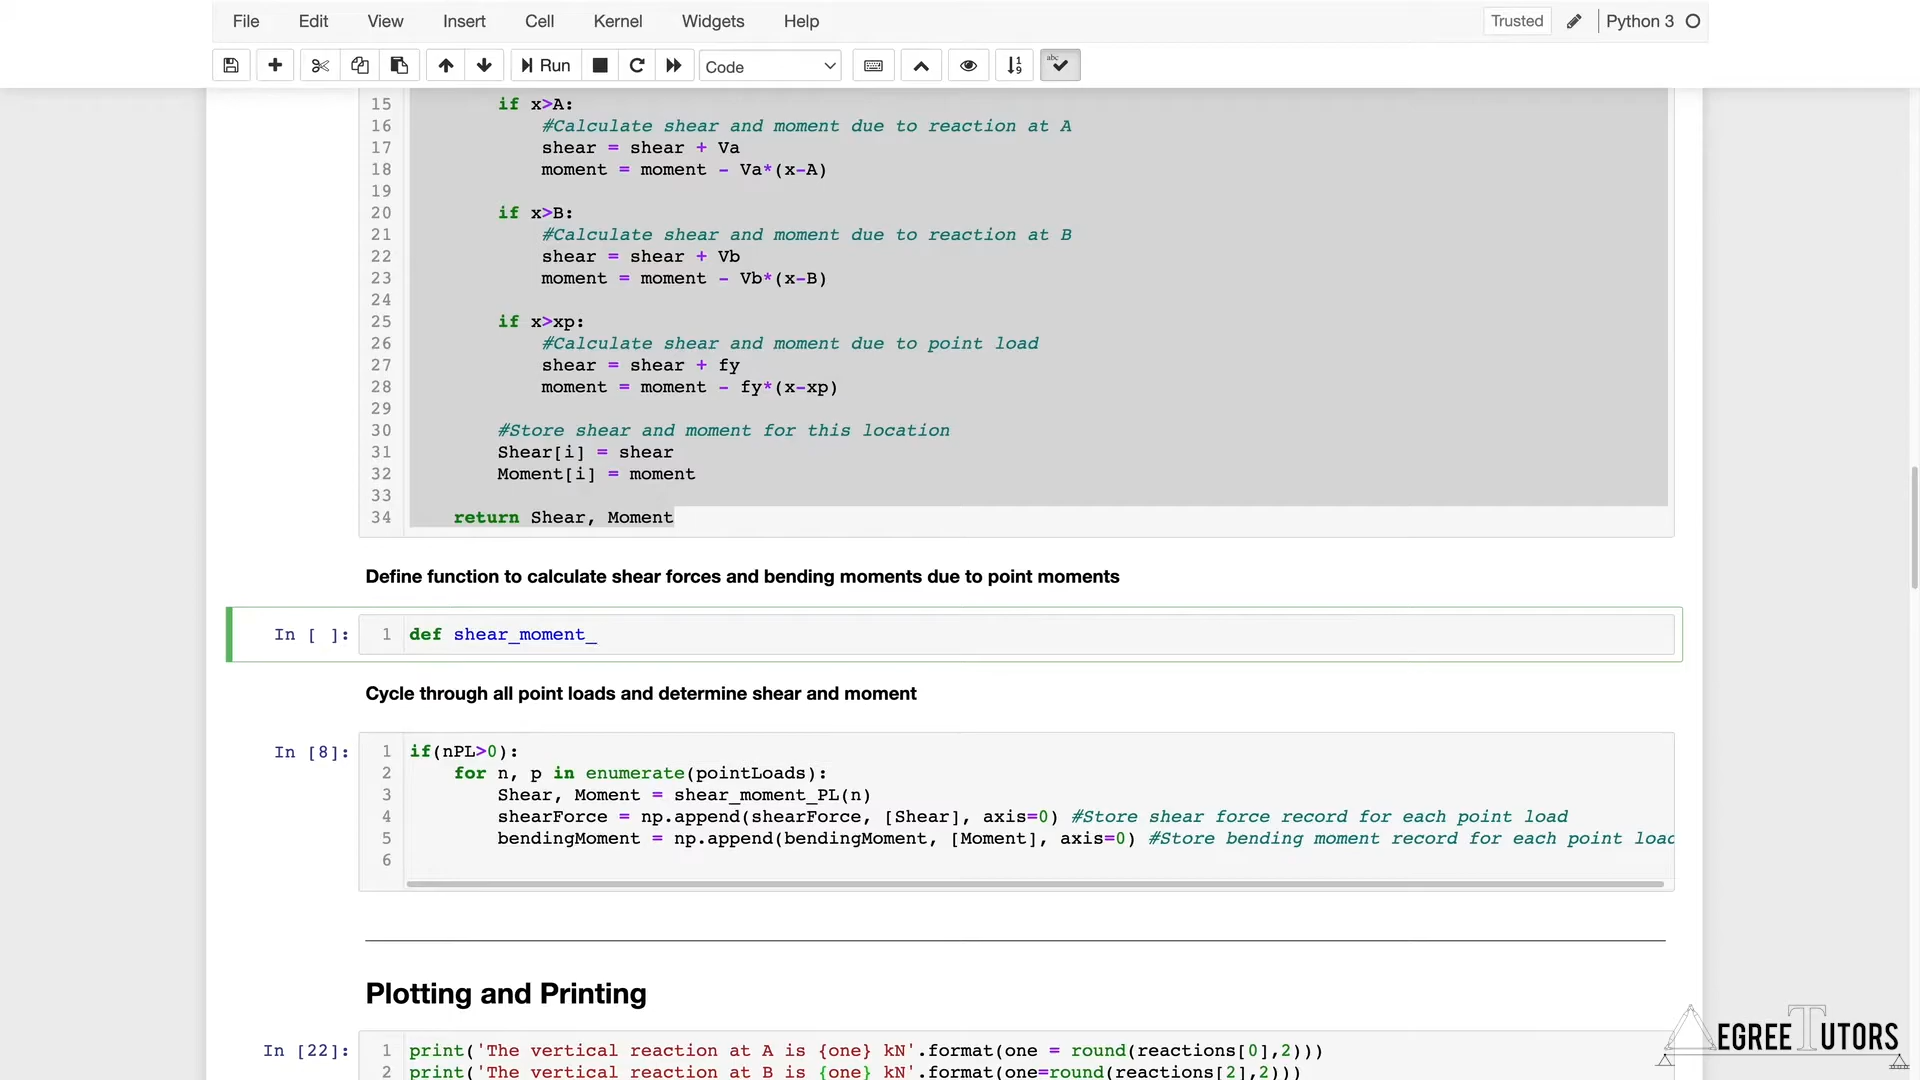 File Edit View Insert Cell Kernel Widgets Help Trusted Python 3
Run Code
15 if x>A:
16 #Calculate shear and moment due to reaction at A
17 shear = shear + Va
18 moment = moment - Va*(x-A)
19
20 if x>B:
21 #Calculate shear and moment due to reaction at B
22 shear = shear + Vb
23 moment = moment - Vb*(x-B)
24
25 if x>xp:
26 #Calculate shear and moment due to point load
27 shear = shear + fy
28 moment = moment - fy*(x-xp)
29
30 #Store shear and moment for this location
31 Shear[i] = shear
32 Moment[i] = moment
33
34 return Shear, Moment
Define function to calculate shear forces and bending moments due to point moments
In [ ]: 1 def shear_moment_
Cycle through all point loads and determine shear and moment
In [8]: 1 if(nPL>0):
2 for n, p in enumerate(pointLoads):
3 Shear, Moment = shear_moment_PL(n)
4 shearForce = np.append(shearForce, [Shear], axis=0) #Store shear force record for each point load
5 bendingMoment = np.append(bendingMoment, [Moment], axis=0) #Store bending moment record for each point loa
6
Plotting and Printing
In [22]: 1 print('The vertical reaction at A is {one} kN'.format(one = round(reactions[0],2)))
2 print('The vertical reaction at B is {one} kN'.format(one=round(reactions[2],2)))
DEGREE TUTORS